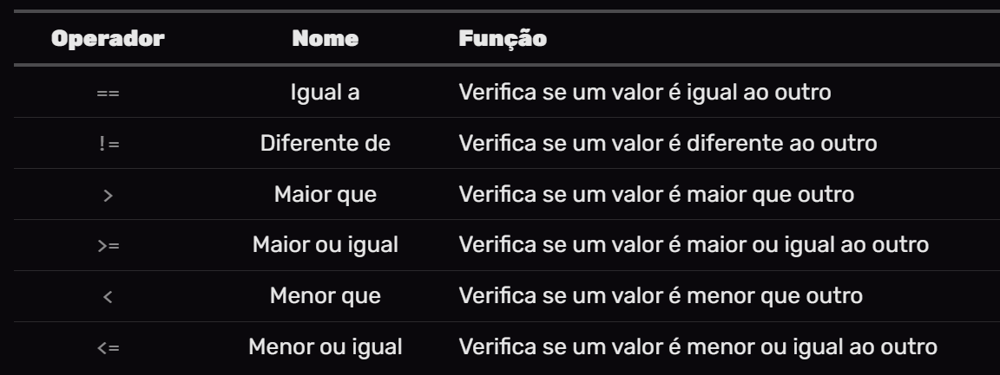 Operador Nome Função
== Igual a Verifica se um valor é igual ao outro
!= Diferente de Verifica se um valor é diferente ao outro
> Maior que Verifica se um valor é maior que outro
>= Maior ou igual Verifica se um valor é maior ou igual ao outro
< Menor que Verifica se um valor é menor que outro
<= Menor ou igual Verifica se um valor é menor ou igual ao outro